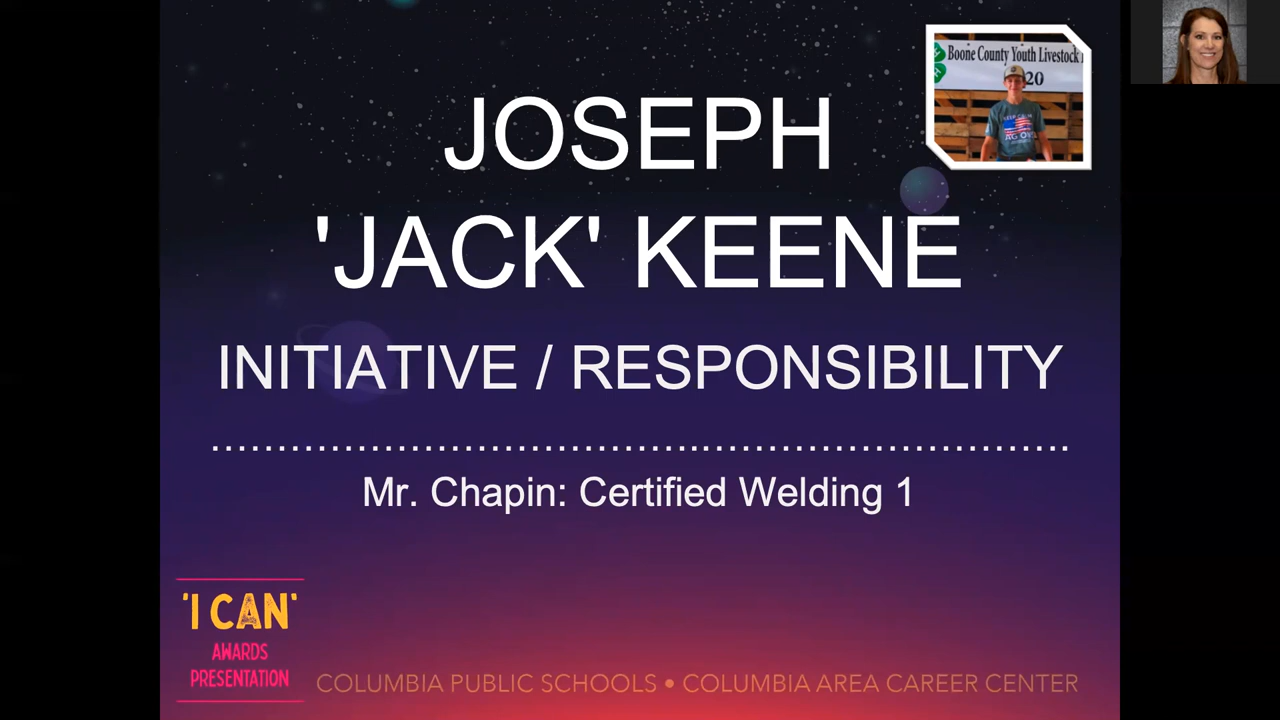 JOSEPH
'JACK' KEENE
INITIATIVE / RESPONSIBILITY
Mr. Chapin: Certified Welding 1
Boone County Youth Livestock
20
'I CAN'
AWARDS
PRESENTATION
COLUMBIA PUBLIC SCHOOLS • COLUMBIA AREA CAREER CENTER